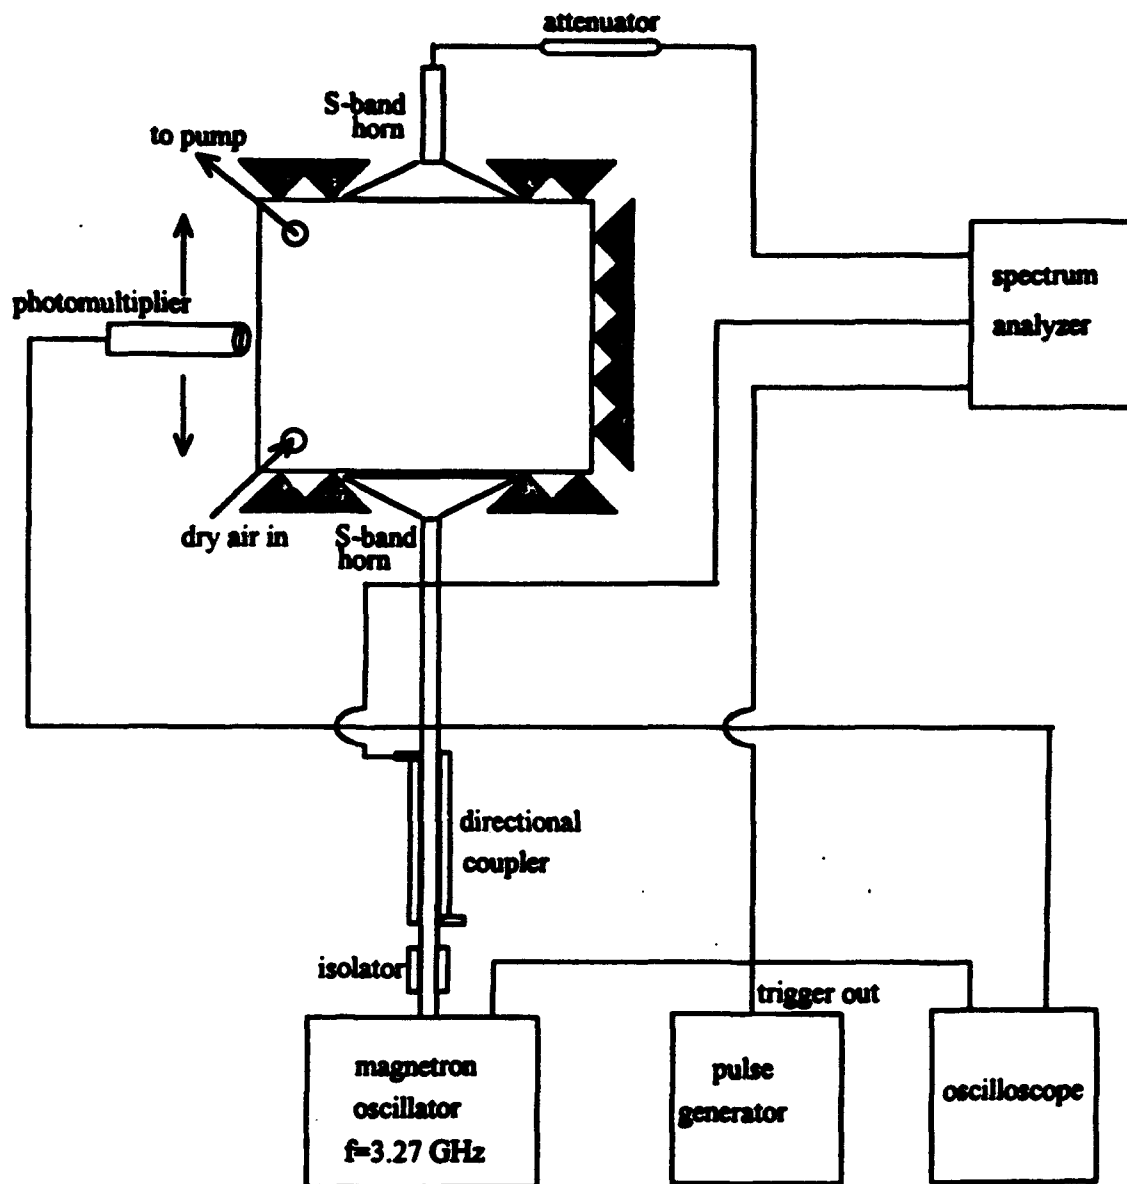 attenuator
S-band
horn
to pump
photomultiplier
spectrum
analyzer
dry air in
S-band
horn
directional
coupler
isolator
trigger out
magnetron
oscillator
f=3.27 GHz
pulse
generator
oscilloscope